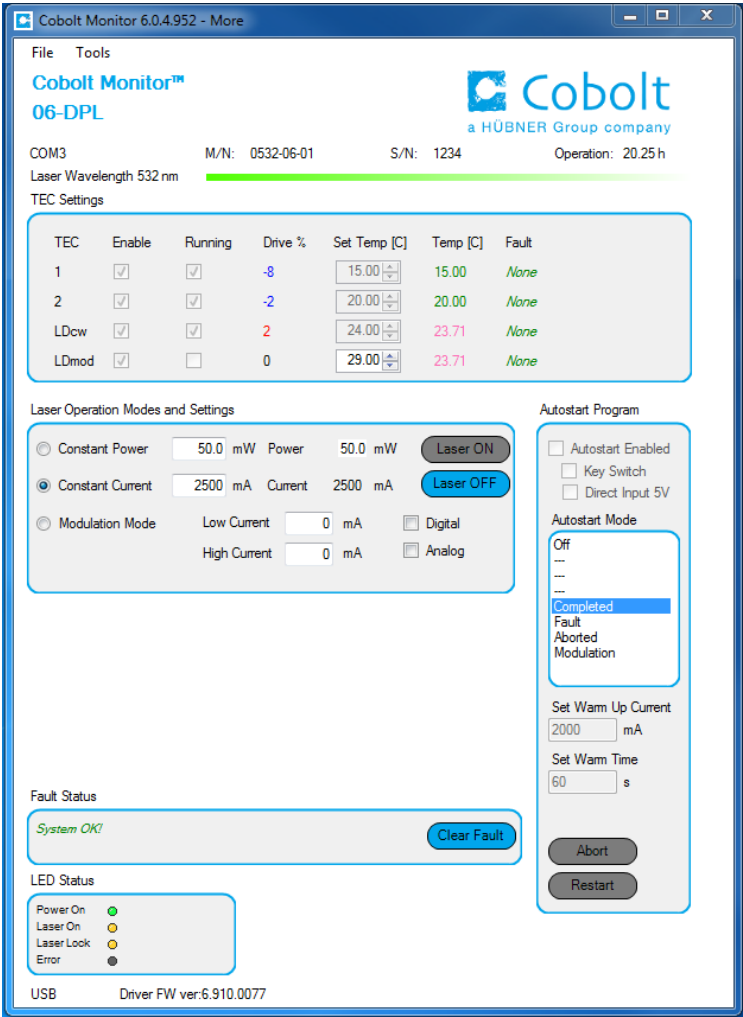 Cobolt Monitor 6.0.4.952 - More
File Tools
Cobolt Monitor™
06-DPL
Cobolt
a HÜBNER Group company
COM3 M/N: 0532-06-01 S/N: 1234 Operation: 20.25 h
Laser Wavelength 532 nm
TEC Settings
TEC Enable Running Drive % Set Temp [C] Temp [C] Fault
1 -8 15.00 15.00 None
2 -2 20.00 20.00 None
LDcw 2 24.00 23.71 None
LDmod 0 29.00 23.71 None
Laser Operation Modes and Settings
Constant Power 50.0 mW Power 50.0 mW Laser ON
Constant Current 2500 mA Current 2500 mA Laser OFF
Modulation Mode Low Current 0 mA Digital
High Current 0 mA Analog
Autostart Program
Autostart Enabled
Key Switch
Direct Input 5V
Autostart Mode
Off
---
---
---
Completed
Fault
Aborted
Modulation
Set Warm Up Current
2000 mA
Set Warm Time
60 s
Abort
Restart
Fault Status
System OK!
Clear Fault
LED Status
Power On
Laser On
Laser Lock
Error
USB Driver FW ver:6.910.0077